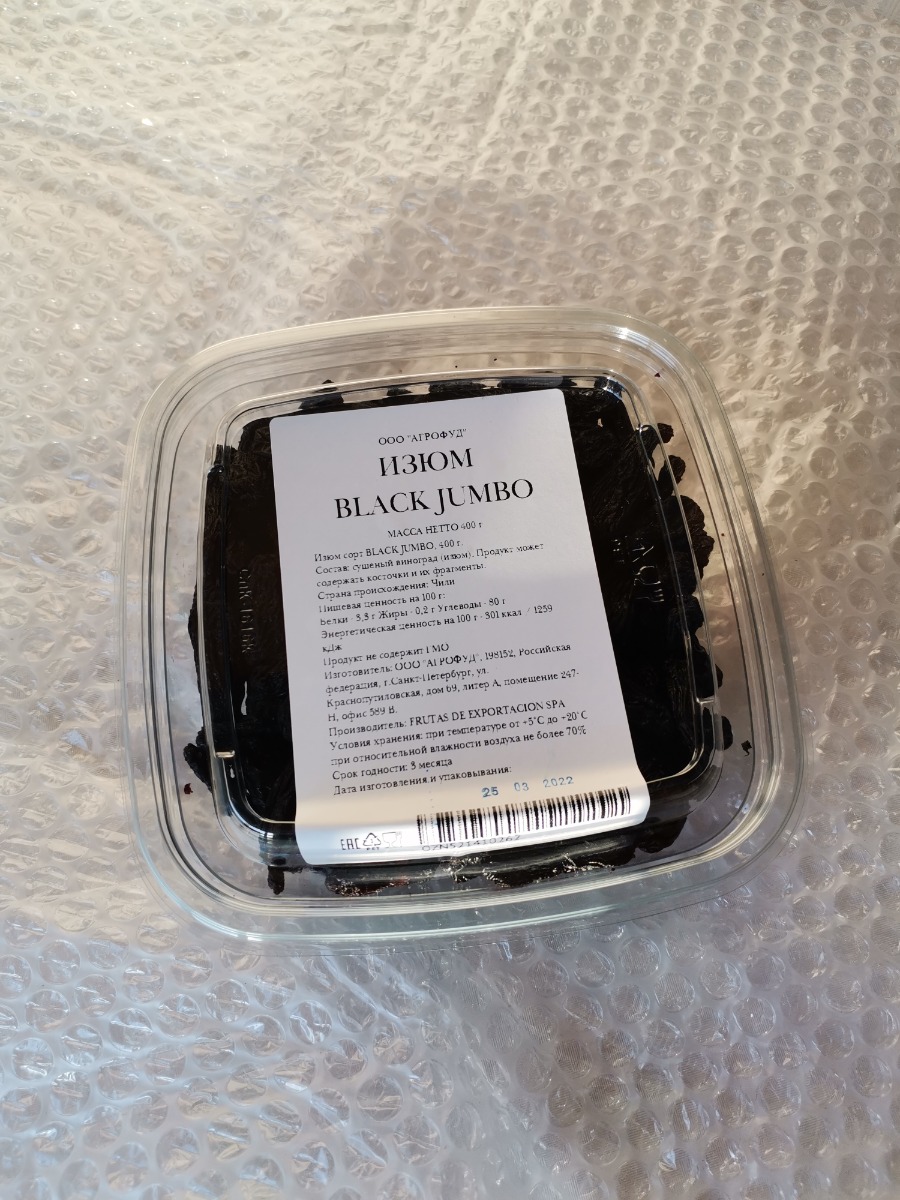 ООО "АГРОФУД"
ИЗЮМ
BLACK JUMBO
МАССА НЕТТО 400 г
Изюм сорт BLACK JUMBO, 400 г.
Состав: сушеный виноград (изюм). Продукт может
содержать косточки и их фрагменты.
Страна происхождения: Чили
Пищевая ценность на 100 г:
Белки - 3,3 г Жиры - 0,2 г Углеводы - 80 г
Энергетическая ценность на 100 г - 301 ккал / 1259
кДж
Продукт не содержит ГМО
Изготовитель: ООО "АГРОФУД", 198152, Российская
федерация, г.Санкт-Петербург, ул.
Краснопутиловская, дом 69, литер А, помещение 247-
Н, офис 589 В.
Производитель: FRUTAS DE EXPORTACION SPA
Условия хранения: при температуре от +5°С до +20°С
при относительной влажности воздуха не более 70%
Срок годности: 8 месяца
Дата изготовления и упаковывания:
25 03 2022
EAC
OZN521410262